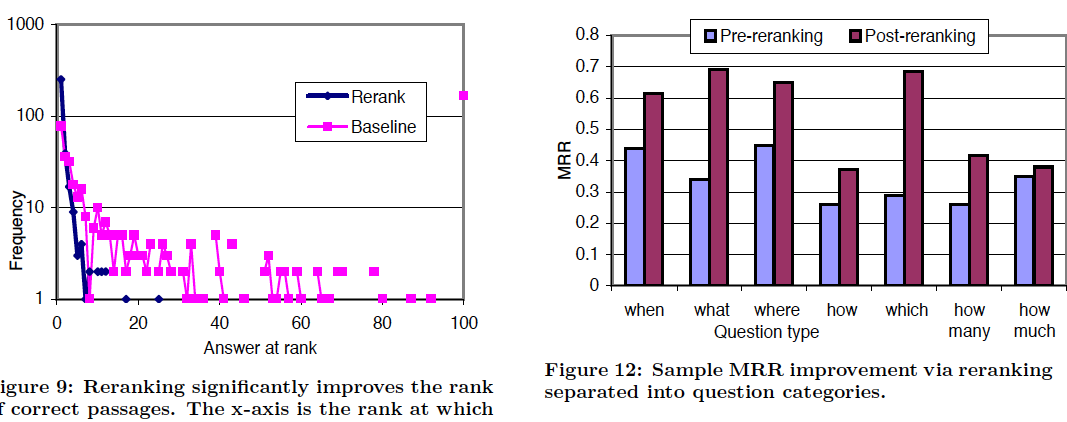 1000
100
10
1
Frequency
Rerank
Baseline
0 20 40 60 80 100
Answer at rank
igure 9: Reranking significantly improves the rank
f correct passages. The x-axis is the rank at which
0.8
0.7
0.6
0.5
0.4
0.3
0.2
0.1
0
MRR
Pre-reranking Post-reranking
when what where how which how many how much
Question type
Figure 12: Sample MRR improvement via reranking
separated into question categories.